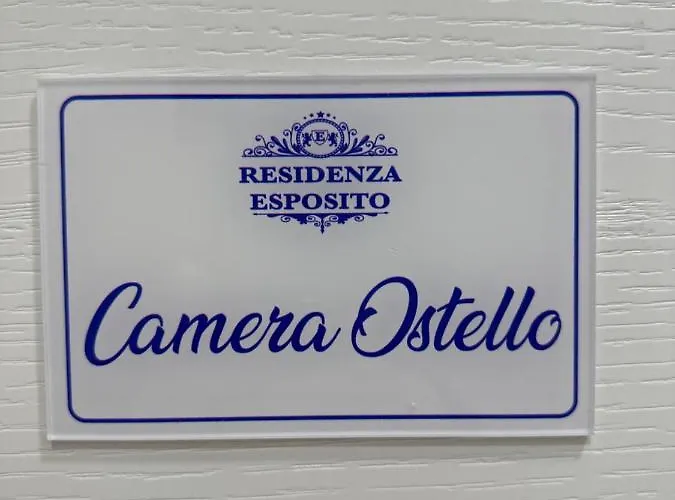 E
RESIDENZA
ESPOSITO
Camera Ostello